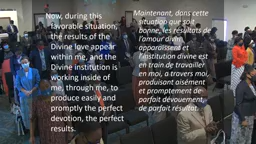 Now, during this
favorable situation,
the results of the
Divine love appear
within me, and the
Divine institution is
working inside of
me, through me, to
produce easily and
promptly the perfect
devotion, the perfect
results.
Maintenant, dans cette
situation que soit
bonne, les résultats de
l'amour divin
apparaissent et
l'institution divine est
en train de travailler
en moi, a travers moi,
produisant aisément
et promptement de
parfait dévouement,
de parfait résultat.